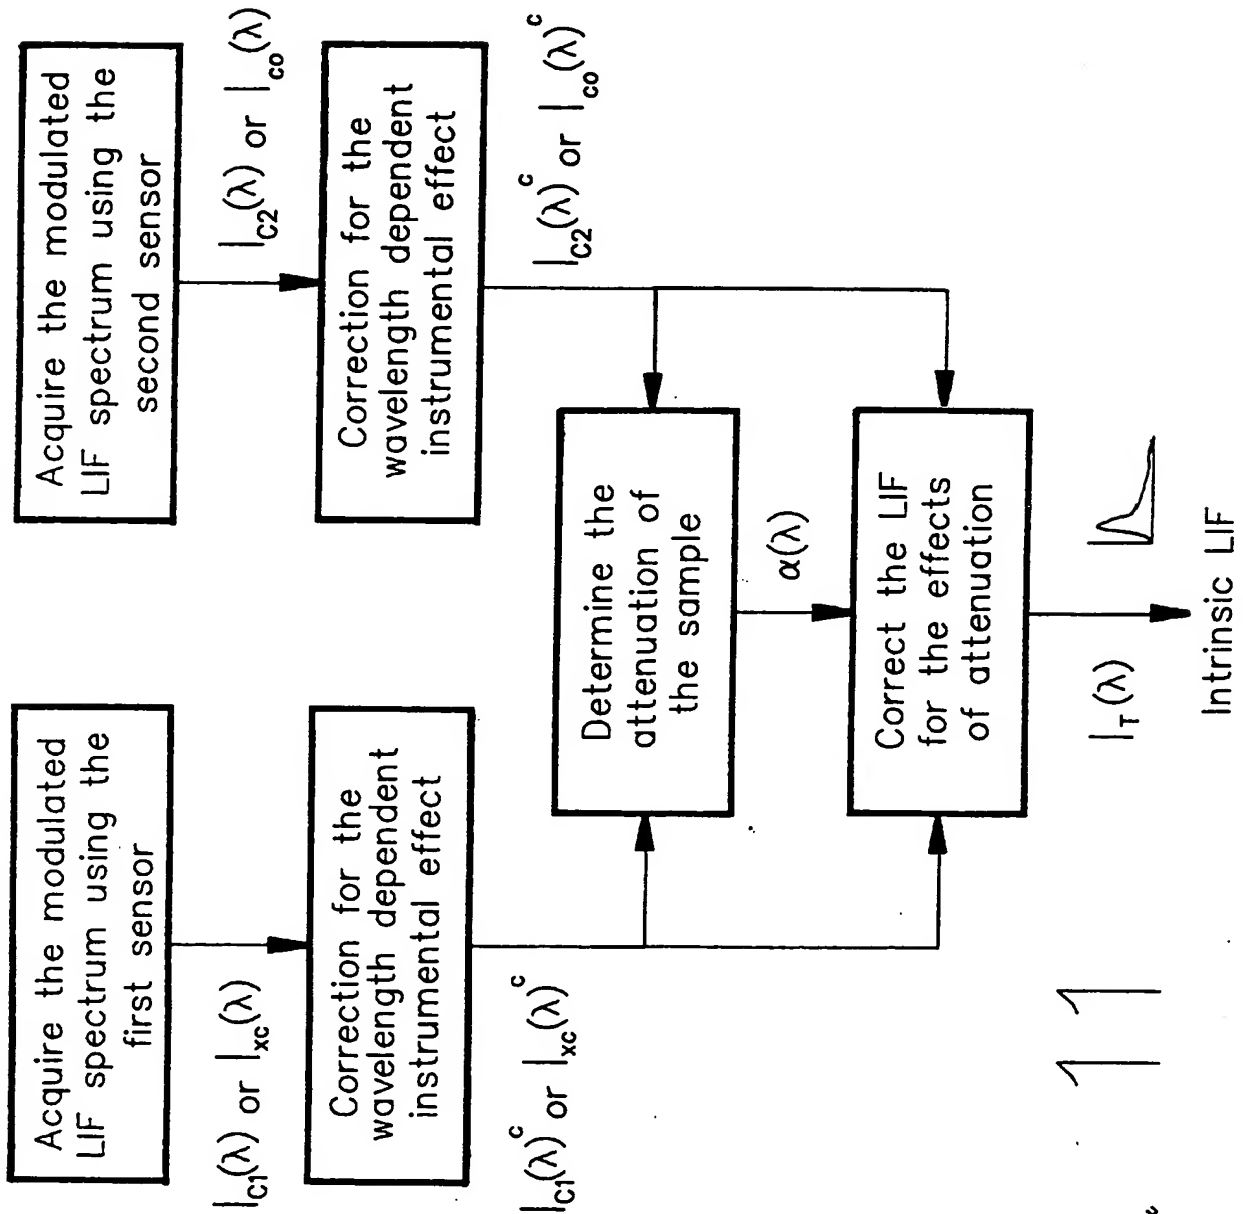 Acquire the modulated
LIF spectrum using the
first sensor
I_C1(λ) or I_xc(λ)
Correction for the
wavelength dependent
instrumental effect
I_C1(λ)^c or I_xc(λ)^c
Acquire the modulated
LIF spectrum using the
second sensor
I_C2(λ) or I_co(λ)
Correction for the
wavelength dependent
instrumental effect
I_C2(λ)^c or I_co(λ)^c
Determine the
attenuation of
the sample
α(λ)
Correct the LIF
for the effects
of attenuation
I_T(λ)
Intrinsic LIF